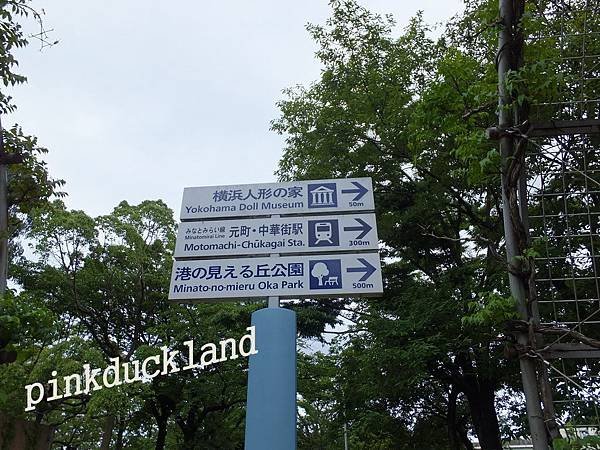 横浜人形の家
Yokohama Doll Museum
50m
みなとみらい線
Minatomirai Line
元町・中華街駅
Motomachi-Chūkagai Sta.
300m
港の見える丘公園
Minato-no-mieru Oka Park
500m
pinkduckland